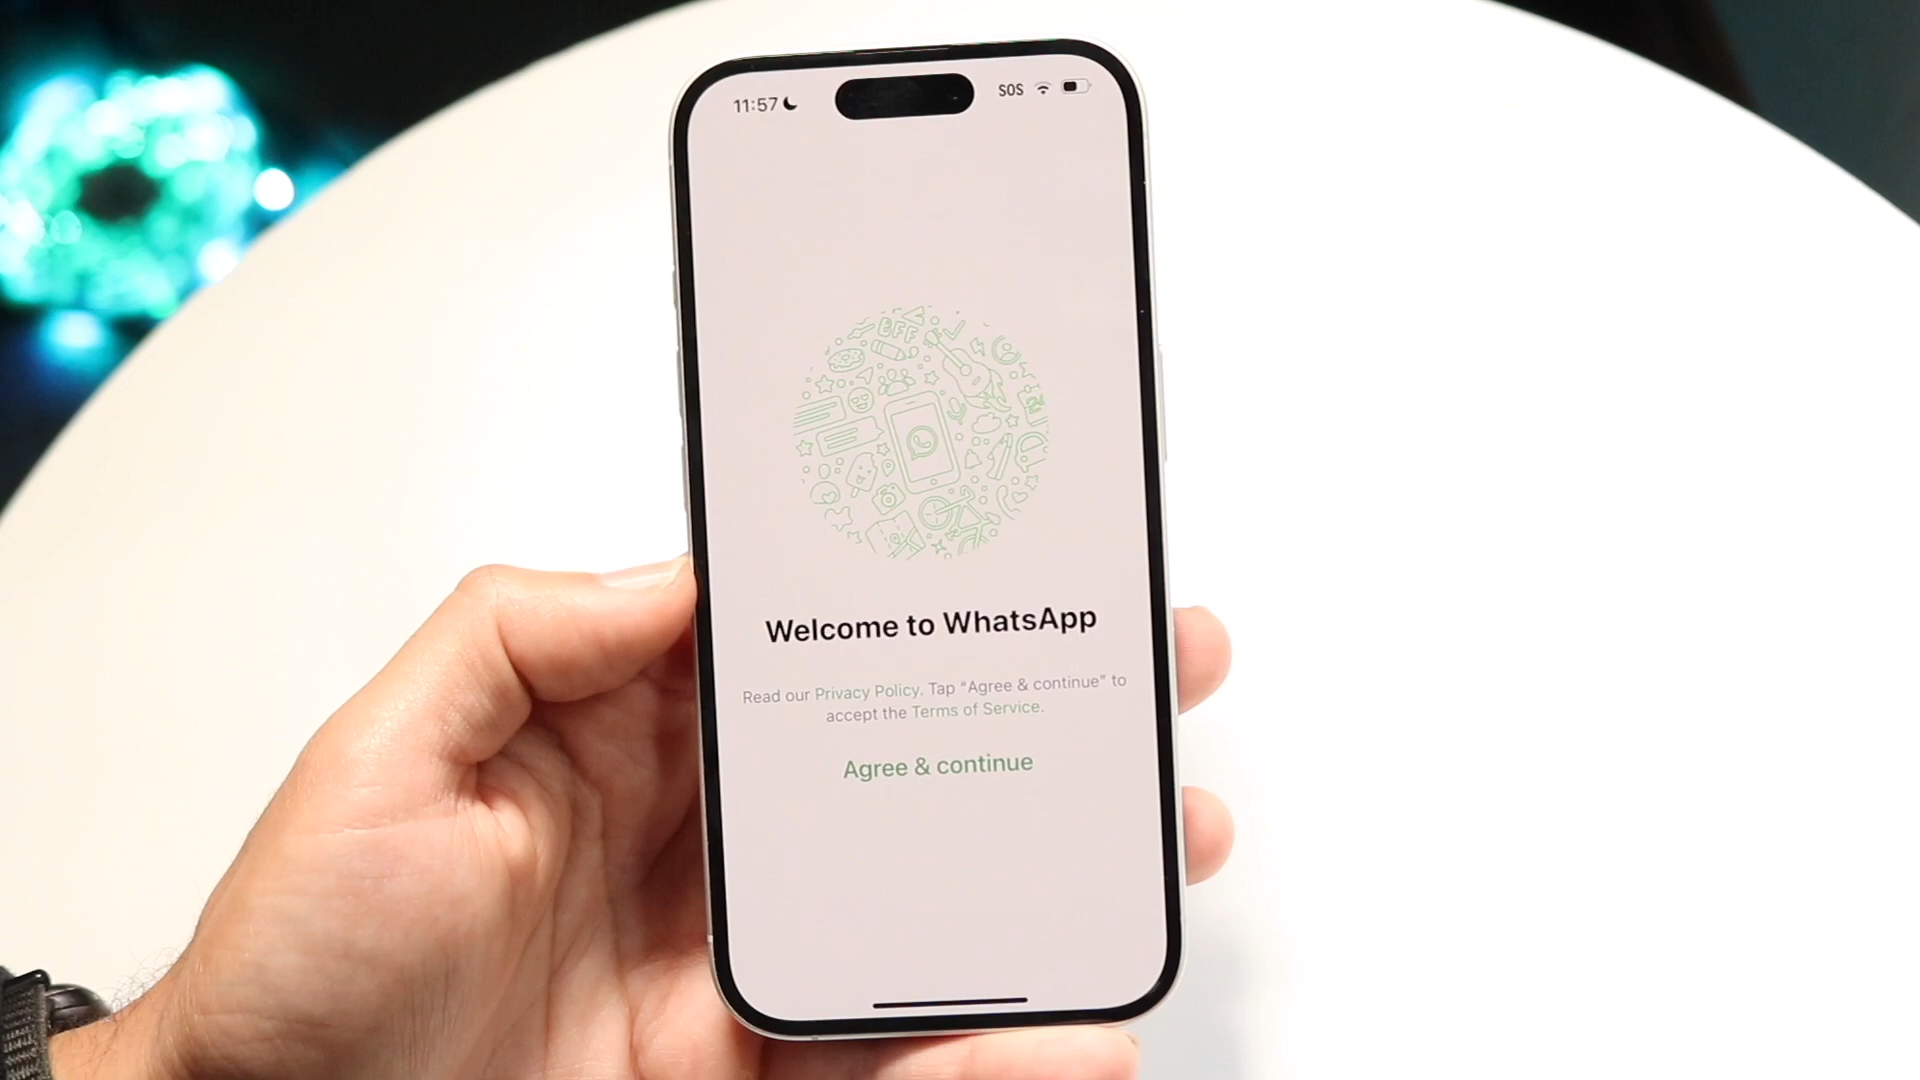 11:57
SOS
BFF
Welcome to WhatsApp
Read our Privacy Policy. Tap “Agree & continue” to
accept the Terms of Service.
Agree & continue